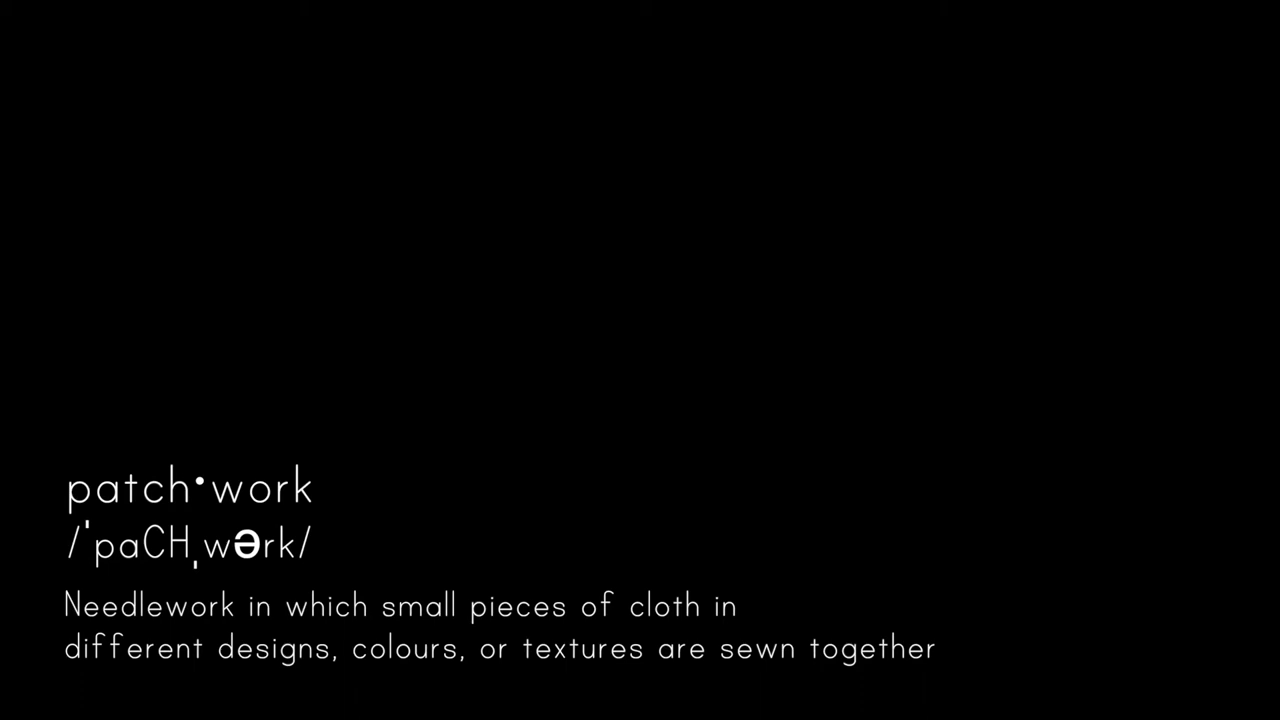 patch•work
/ˈpaCHˌwərk/
Needlework in which small pieces of cloth in
different designs, colours, or textures are sewn together